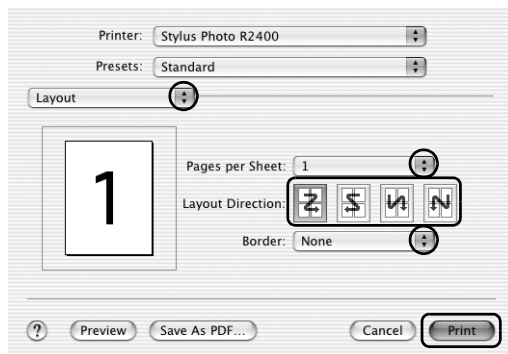 Printer: Stylus Photo R2400
Presets: Standard
Layout
1
Pages per Sheet: 1
Layout Direction:
Border: None
? Preview Save As PDF... Cancel Print